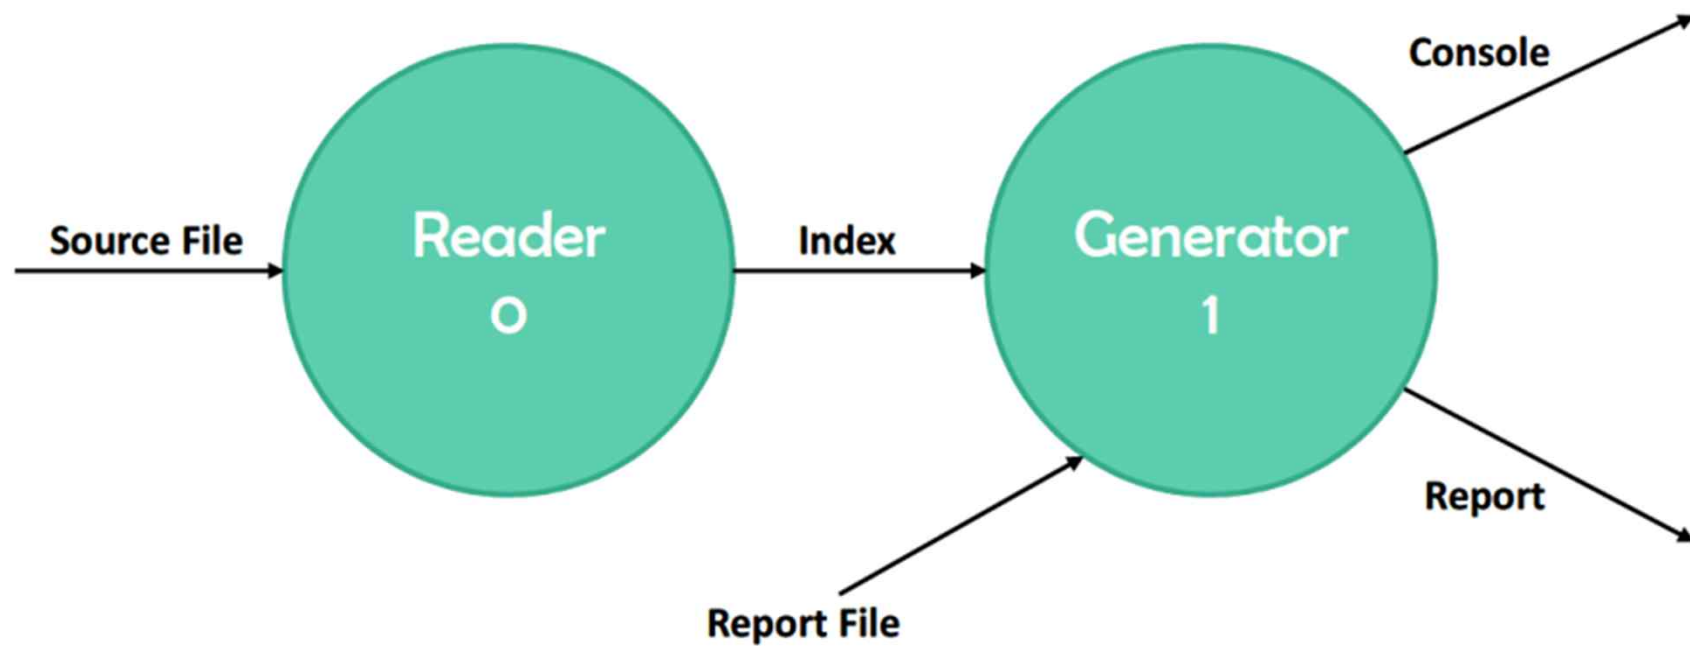 Source File
Reader
0
Index
Generator
1
Console
Report
Report File